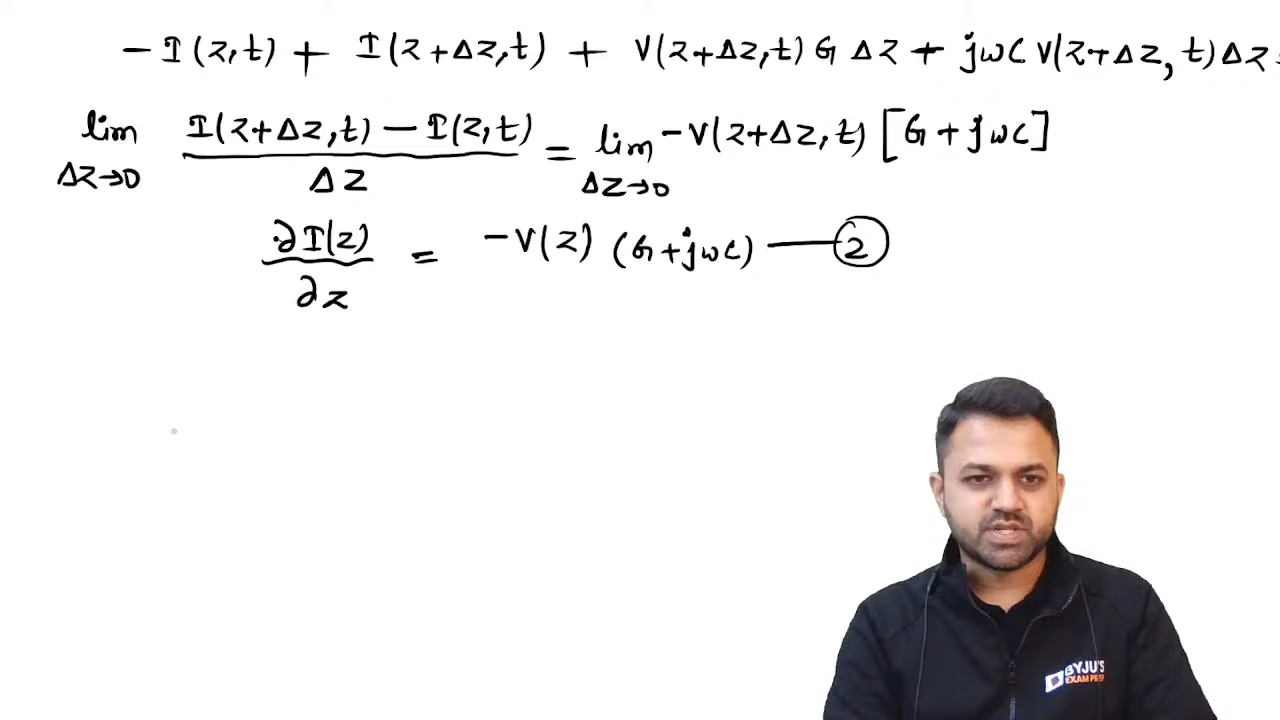 - I(z,t) + I(z+Δz,t) + V(z+Δz,t) G Δz + jωC V(z+Δz,t) Δz =
lim Δz→0 I(z+Δz,t) - I(z,t) / Δz = lim Δz→0 -V(z+Δz,t) [G+jωC]
∂I(z) / ∂z = -V(z) (G+jωC) — 2
BYJU'S
EXAM PREP